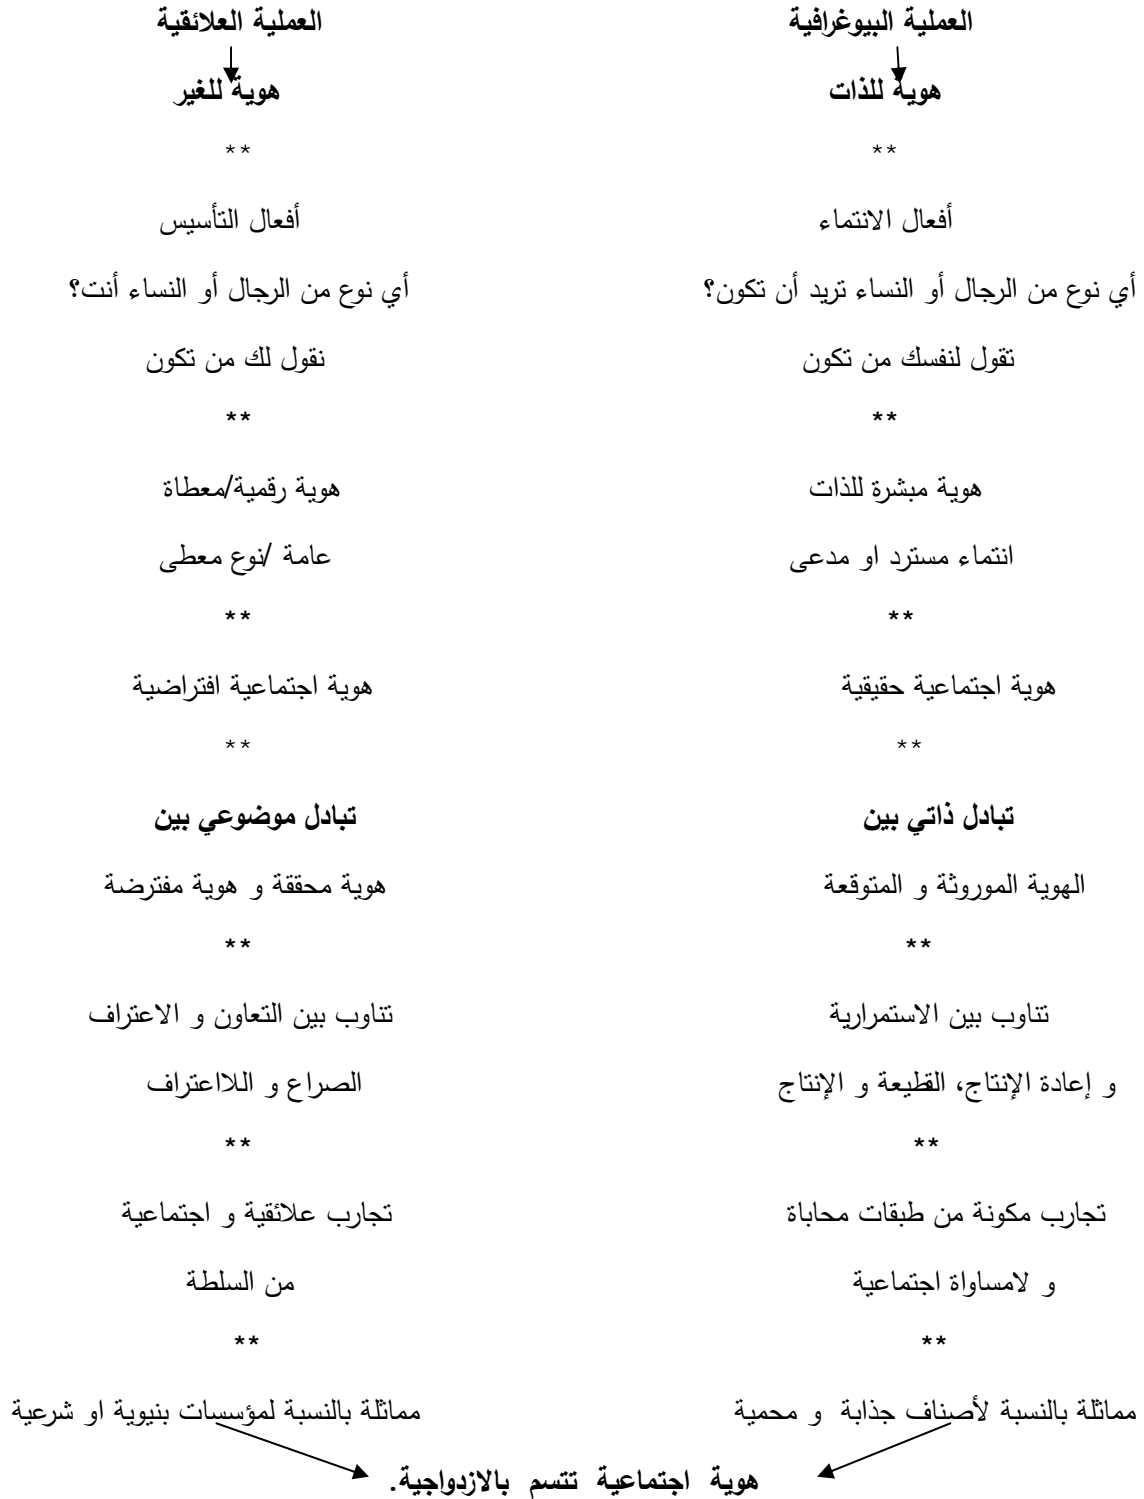 العملية البيوغرافية
العملية العلائقية
هوية للذات
هوية للغير
**
**
أفعال الانتماء
أفعال التأسيس
أي نوع من الرجال أو النساء تريد أن تكون؟
أي نوع من الرجال أو النساء أنت؟
تقول لنفسك من تكون
نقول لك من تكون
**
**
هوية مبشرة للذات
هوية رقمية/معطاة
انتماء مسترد او مدعى
عامة /نوع معطى
**
**
هوية اجتماعية حقيقية
هوية اجتماعية افتراضية
**
**
تبادل ذاتي بين
تبادل موضوعي بين
الهوية الموروثة و المتوقعة
هوية محققة و هوية مفترضة
**
**
تتاوب بين الاستمرارية
تتاوب بين التعاون و الاعتراف
و إعادة الإنتاج، القطيعة و الإنتاج
الصراع و اللااعتراف
**
**
تجارب مكونة من طبقات محاباة
تجارب علائقية و اجتماعية
و لامساواة اجتماعية
من السلطة
**
**
مماثلة بالنسبة لأصناف جذابة و محمية
مماثلة بالنسبة لمؤسسات بنيوية او شرعية
هوية اجتماعية تتسم بالازدواجية.